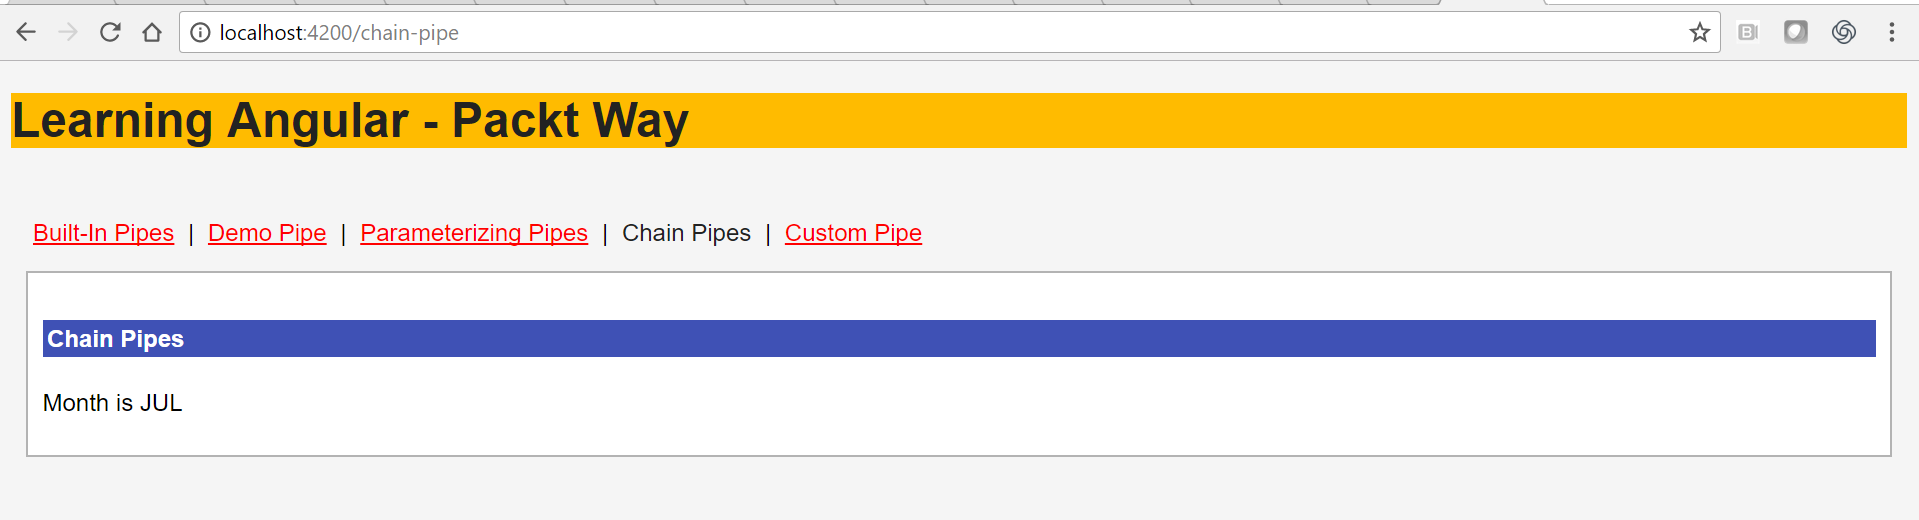 localhost:4200/chain-pipe
Learning Angular - Packt Way
Built-In Pipes | Demo Pipe | Parameterizing Pipes | Chain Pipes | Custom Pipe
Chain Pipes
Month is JUL